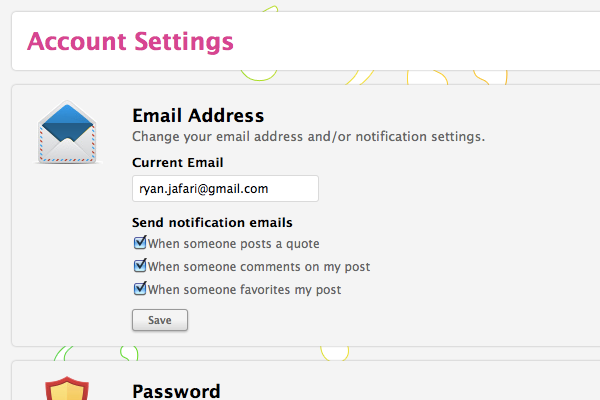 Account Settings
Email Address
Change your email address and/or notification settings.
Current Email
ryan.jafari@gmail.com
Send notification emails
When someone posts a quote
When someone comments on my post
When someone favorites my post
Save
Password